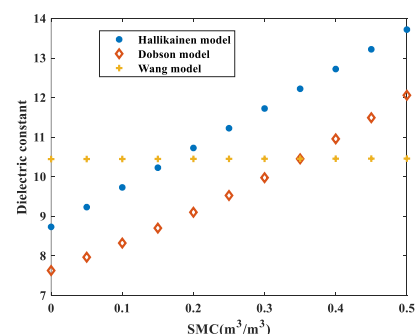 14
13
12
11
10
9
8
7
Dielectric constant
Hallikainen model
Dobson model
Wang model
0 0.1 0.2 0.3 0.4 0.5
SMC(m³/m³)